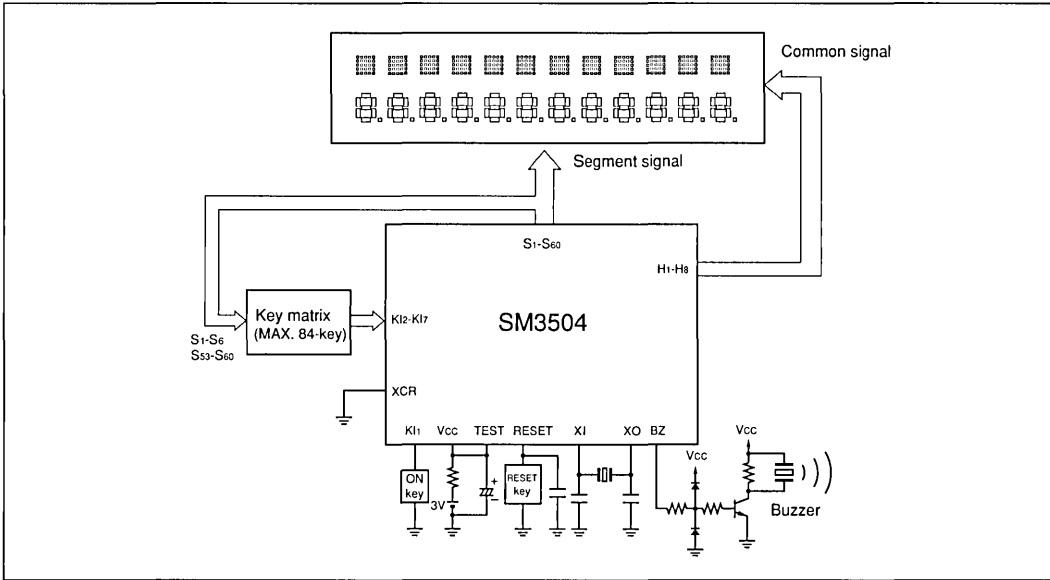 Common signal
Segment signal
S1-S60
H1-H8
Key matrix
(MAX. 84-key)
KI2-KI7
SM3504
S1-S6
S53-S60
XCR
KI1 VCC TEST RESET XI XO BZ
ON
key
3V
+
−
RESET
key
VCC
VCC
Buzzer